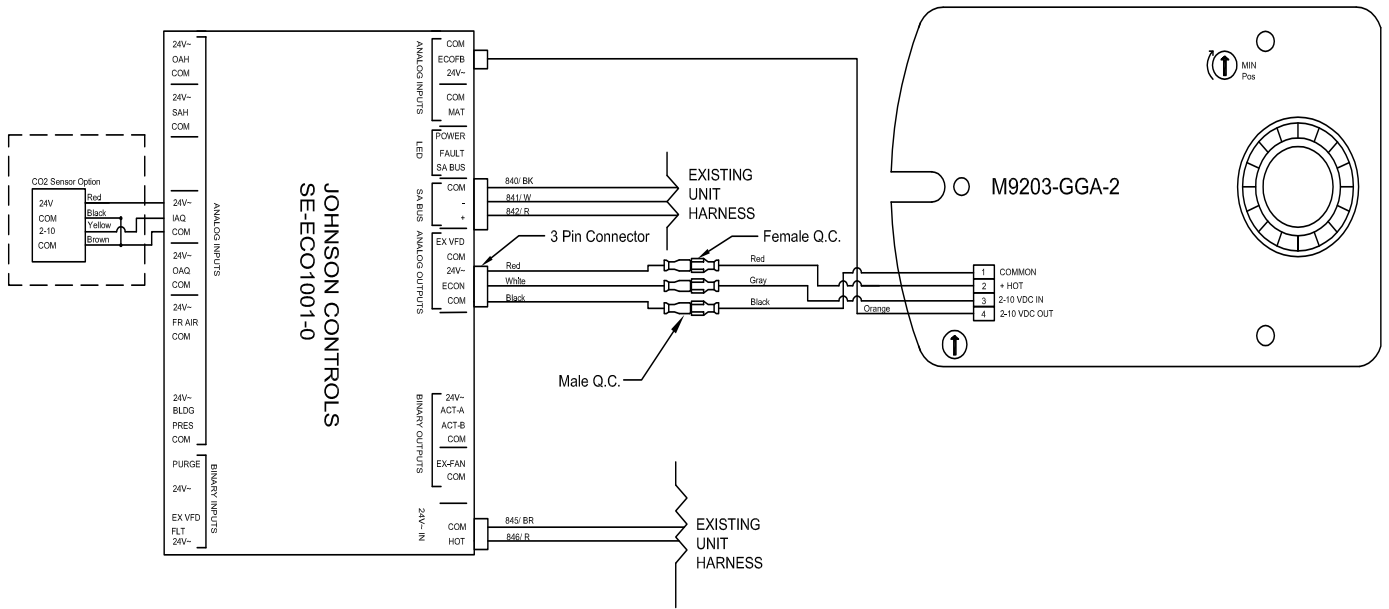 CO2 Sensor Option
24V
COM
2-10
COM
Red
Black
Yellow
Brown
24V~
OAH
COM
24V~
SAH
COM
24V~
IAQ
COM
24V~
OAQ
COM
24V~
FR AIR
COM
24V~
BLDG
PRES
COM
ANALOG INPUTS
PURGE
24V~
EX VFD
FLT
24V~
BINARY INPUTS
JOHNSON CONTROLS
SE-ECO1001-0
ANALOG INPUTS
COM
ECOFB
24V~
COM
MAT
LED
POWER
FAULT
SA BUS
SA BUS
COM
-
+
ANALOG OUTPUTS
EX VFD
COM
24V~
ECON
COM
BINARY OUTPUTS
24V~
ACT-A
ACT-B
COM
EX-FAN
COM
24V~ IN
COM
HOT
840/ BK
841/ W
842/ R
EXISTING
UNIT
HARNESS
3 Pin Connector
Female Q.C.
Red
White
Black
Red
Gray
Black
Orange
Male Q.C.
845/ BR
846/ R
EXISTING
UNIT
HARNESS
MIN
Pos
M9203-GGA-2
1 COMMON
2 + HOT
3 2-10 VDC IN
4 2-10 VDC OUT